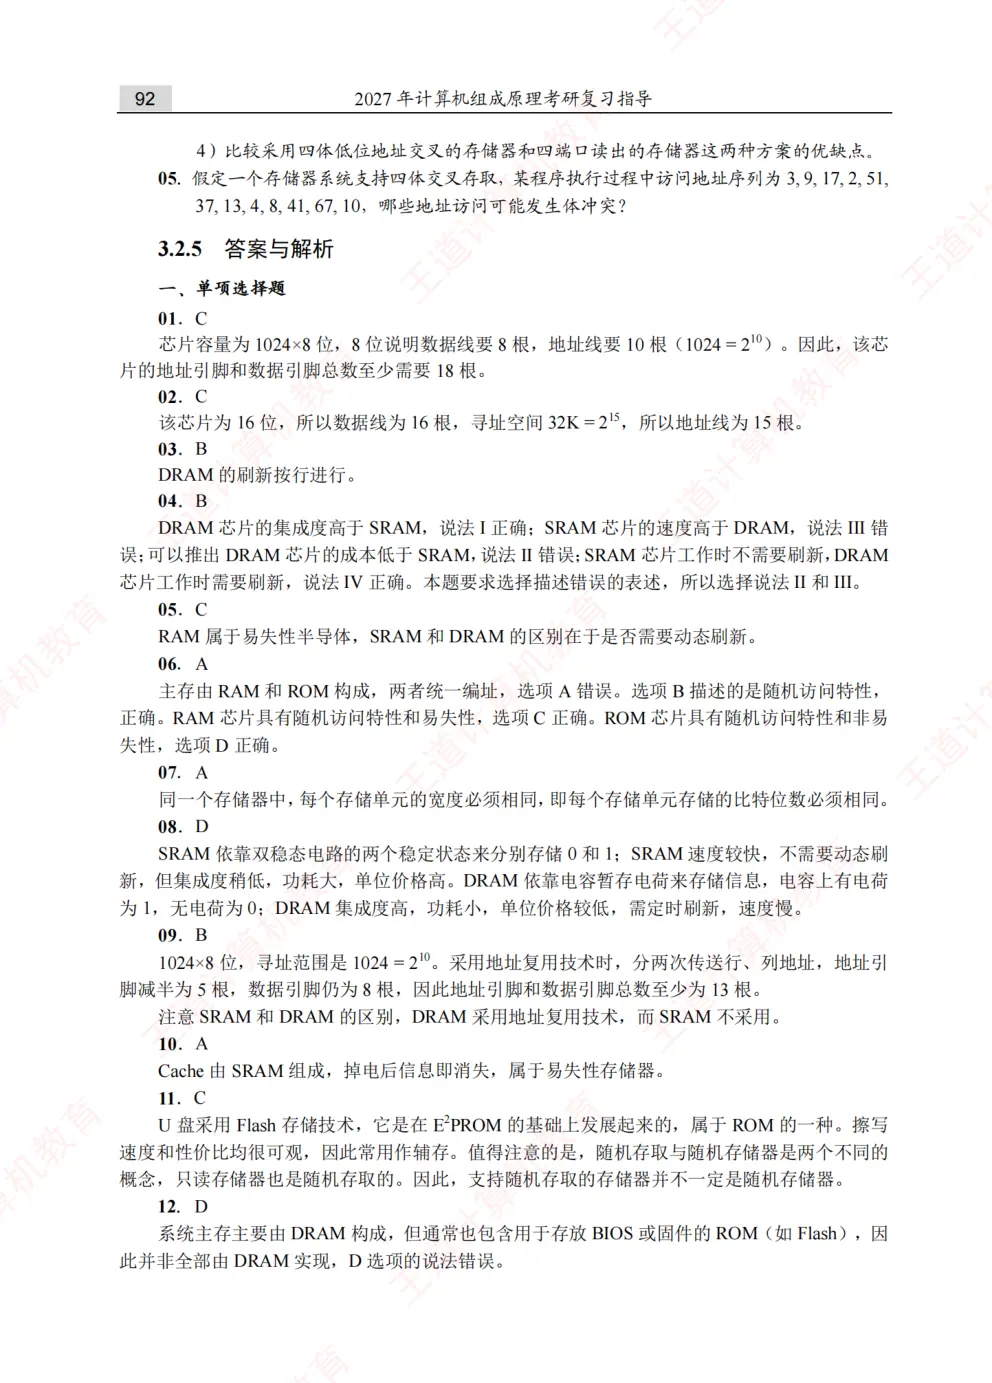 92
2027 年计算机组成原理考研复习指导
4）比较采用四体低位地址交叉的存储器和四端口读出的存储器这两种方案的优缺点。
05. 假定一个存储器系统支持四体交叉存取，某程序执行过程中访问地址序列为 3, 9, 17, 2, 51,
37, 13, 4, 8, 41, 67, 10，哪些地址访问可能发生体冲突？
3.2.5 答案与解析
一、单项选择题
01. C
芯片容量为 1024×8 位，8 位说明数据线要 8 根，地址线要 10 根（1024 = 2¹⁰）。因此，该芯
片的地址引脚和数据引脚总数至少需要 18 根。
02. C
该芯片为 16 位，所以数据线为 16 根，寻址空间 32K = 2¹⁵，所以地址线为 15 根。
03. B
DRAM 的刷新按行进行。
04. B
DRAM 芯片的集成度高于 SRAM，说法 I 正确；SRAM 芯片的速度高于 DRAM，说法 III 错
误；可以推出 DRAM 芯片的成本低于 SRAM，说法 II 错误；SRAM 芯片工作时不需要刷新，DRAM
芯片工作时需要刷新，说法 IV 正确。本题要求选择描述错误的表述，所以选择说法 II 和 III。
05. C
RAM 属于易失性半导体，SRAM 和 DRAM 的区别在于是否需要动态刷新。
06. A
主存由 RAM 和 ROM 构成，两者统一编址，选项 A 错误。选项 B 描述的是随机访问特性，
正确。RAM 芯片具有随机访问特性和易失性，选项 C 正确。ROM 芯片具有随机访问特性和非易
失性，选项 D 正确。
07. A
同一个存储器中，每个存储单元的宽度必须相同，即每个存储单元存储的比特位数必须相同。
08. D
SRAM 依靠双稳态电路的两个稳定状态来分别存储 0 和 1；SRAM 速度较快，不需要动态刷
新，但集成度稍低，功耗大，单位价格高。DRAM 依靠电容暂存电荷来存储信息，电容上有电荷
为 1，无电荷为 0；DRAM 集成度高，功耗小，单位价格较低，需定时刷新，速度慢。
09. B
1024×8 位，寻址范围是 1024 = 2¹⁰。采用地址复用技术时，分两次传送行、列地址，地址引
脚减半为 5 根，数据引脚仍为 8 根，因此地址引脚和数据引脚总数至少为 13 根。
注意 SRAM 和 DRAM 的区别，DRAM 采用地址复用技术，而 SRAM 不采用。
10. A
Cache 由 SRAM 组成，掉电后信息即消失，属于易失性存储器。
11. C
U 盘采用 Flash 存储技术，它是在 E²PROM 的基础上发展起来的，属于 ROM 的一种。擦写
速度和性价比均很可观，因此常用作辅存。值得注意的是，随机存取与随机存储器是两个不同的
概念，只读存储器也是随机存取的。因此，支持随机存取的存储器并不一定是随机存储器。
12. D
系统主存主要由 DRAM 构成，但通常也包含用于存放 BIOS 或固件的 ROM（如 Flash），因
此并非全部由 DRAM 实现，D 选项的说法错误。
王道计算机教育